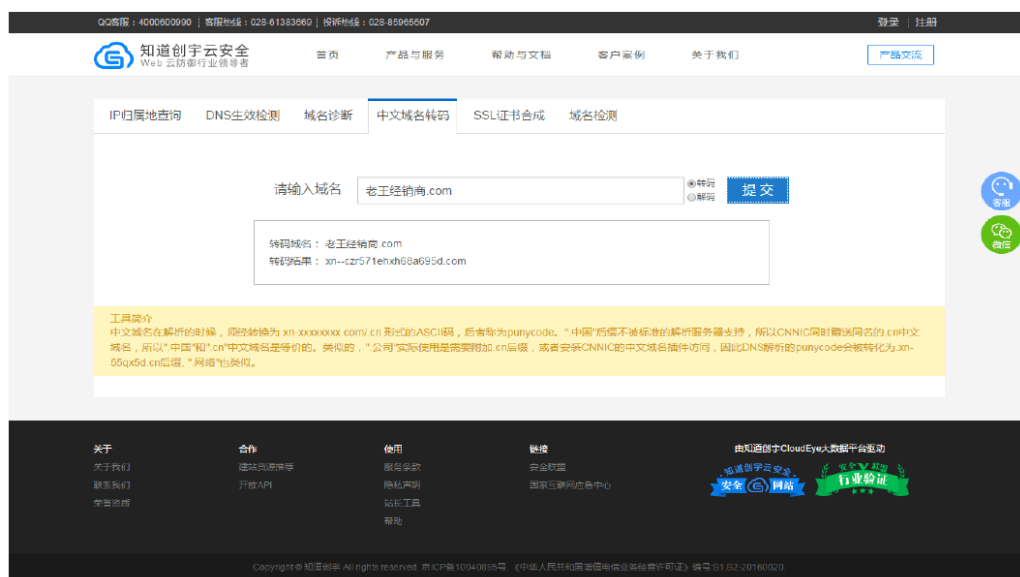 QQ客服：4000600990 | 客服热线：028-61383669 | 投诉热线：028-85965607
登录 | 注册
知道创宇云安全
Web 云防御行业领导者
首页 产品与服务 帮助与文档 客户案例 关于我们 产品交流
IP归属地查询 DNS生效检测 域名诊断 中文域名转码 SSL证书合成 域名检测
请输入域名 老王经销商.com 转码 提交
解码
客服
转码域名： 老王经销商.com
转码结果： xn--czr571ehxh68a695d.com
微信
工具简介
中文域名在解析的时候，须经转换为 xn-xxxxxxxx.com/.cn 形式的ASCII码，后者称为punycode。".中国"后缀不被标准的解析服务器支持，所以CNNIC同时赠送同名的.cn中文
域名，所以".中国"和".cn"中文域名是等价的。类似的，".公司"实际使用是需要附加.cn后缀，或者安装CNNIC的中文域名插件访问，因此DNS解析的punycode会被转化为.xn-
55qx5d.cn后缀。".网络"也类似。
关于 合作 使用 链接 由知道创宇CloudEye大数据平台驱动
关于我们 建站资源推荐 服务条款 安全联盟
联系我们 开放API 隐私声明 国家互联网应急中心
荣誉资质 站长工具
帮助
知道创宇云安全
安全 网站
安全 联盟
行业验证
Copyright © 知道创宇 All rights reserved 京ICP备10040895号 《中华人民共和国增值电信业务经营许可证》编号:B1.B2-20160020.